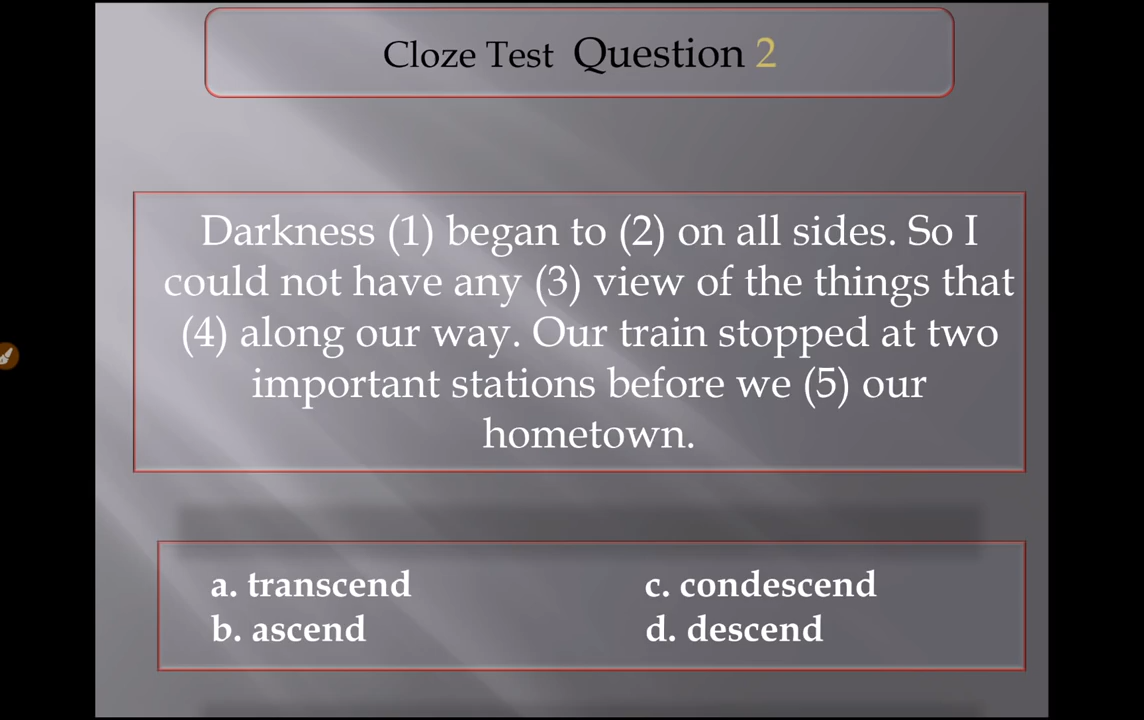 Cloze Test Question 2
Darkness (1) began to (2) on all sides. So I
could not have any (3) view of the things that
(4) along our way. Our train stopped at two
important stations before we (5) our
hometown.
a. transcend
b. ascend
c. condescend
d. descend